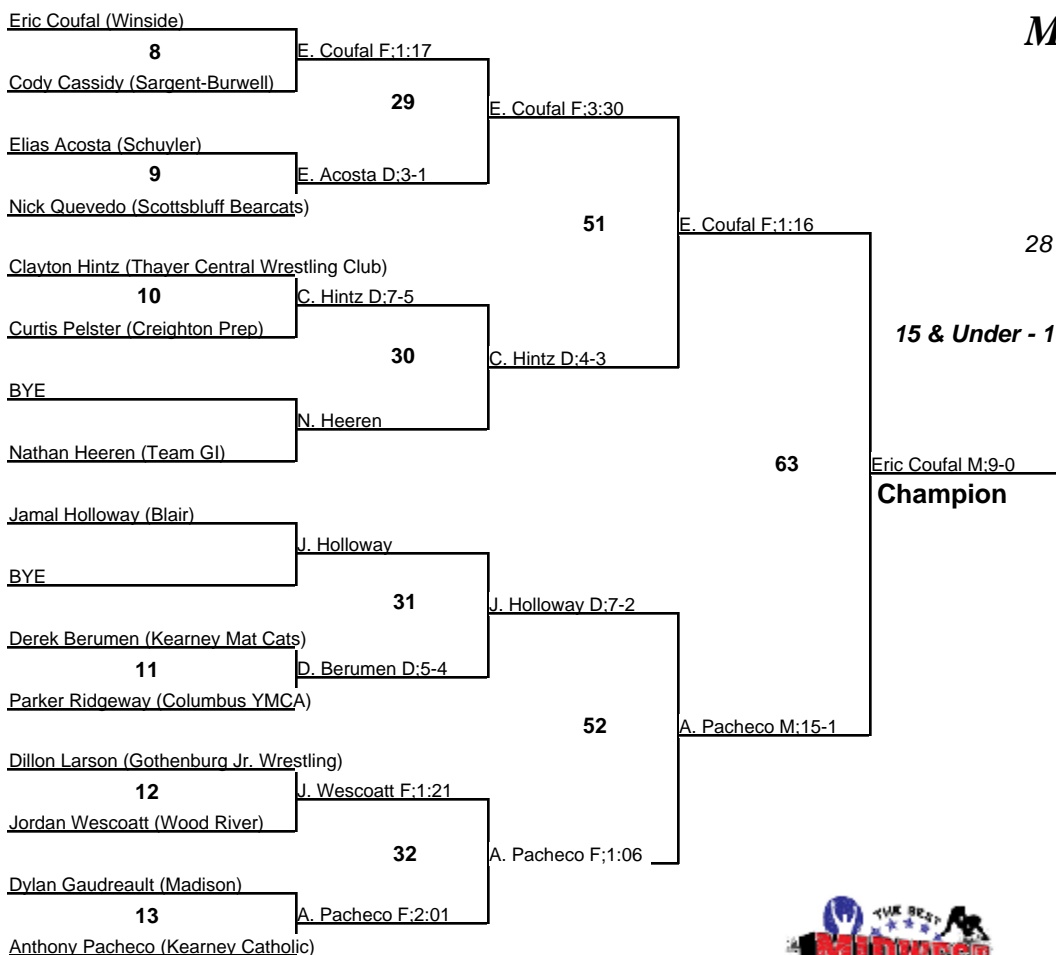 Eric Coufal (Winside)
M
8
E. Coufal F;1:17
Cody Cassidy (Sargent-Burwell)
29
E. Coufal F;3:30
Elias Acosta (Schuyler)
9
E. Acosta D;3-1
Nick Quevedo (Scottsbluff Bearcats)
51
E. Coufal F;1:16
28
Clayton Hintz (Thayer Central Wrestling Club)
10
C. Hintz D;7-5
Curtis Pelster (Creighton Prep)
15 & Under - 1
30
C. Hintz D;4-3
BYE
N. Heeren
Nathan Heeren (Team GI)
63
Eric Coufal M;9-0
Champion
Jamal Holloway (Blair)
J. Holloway
BYE
31
J. Holloway D;7-2
Derek Berumen (Kearney Mat Cats)
11
D. Berumen D;5-4
Parker Ridgeway (Columbus YMCA)
52
A. Pacheco M;15-1
Dillon Larson (Gothenburg Jr. Wrestling)
12
J. Wescoatt F;1:21
Jordan Wescoatt (Wood River)
32
A. Pacheco F;1:06
Dylan Gaudreault (Madison)
13
A. Pacheco F;2:01
Anthony Pacheco (Kearney Catholic)
THE BEST
MIDWEST